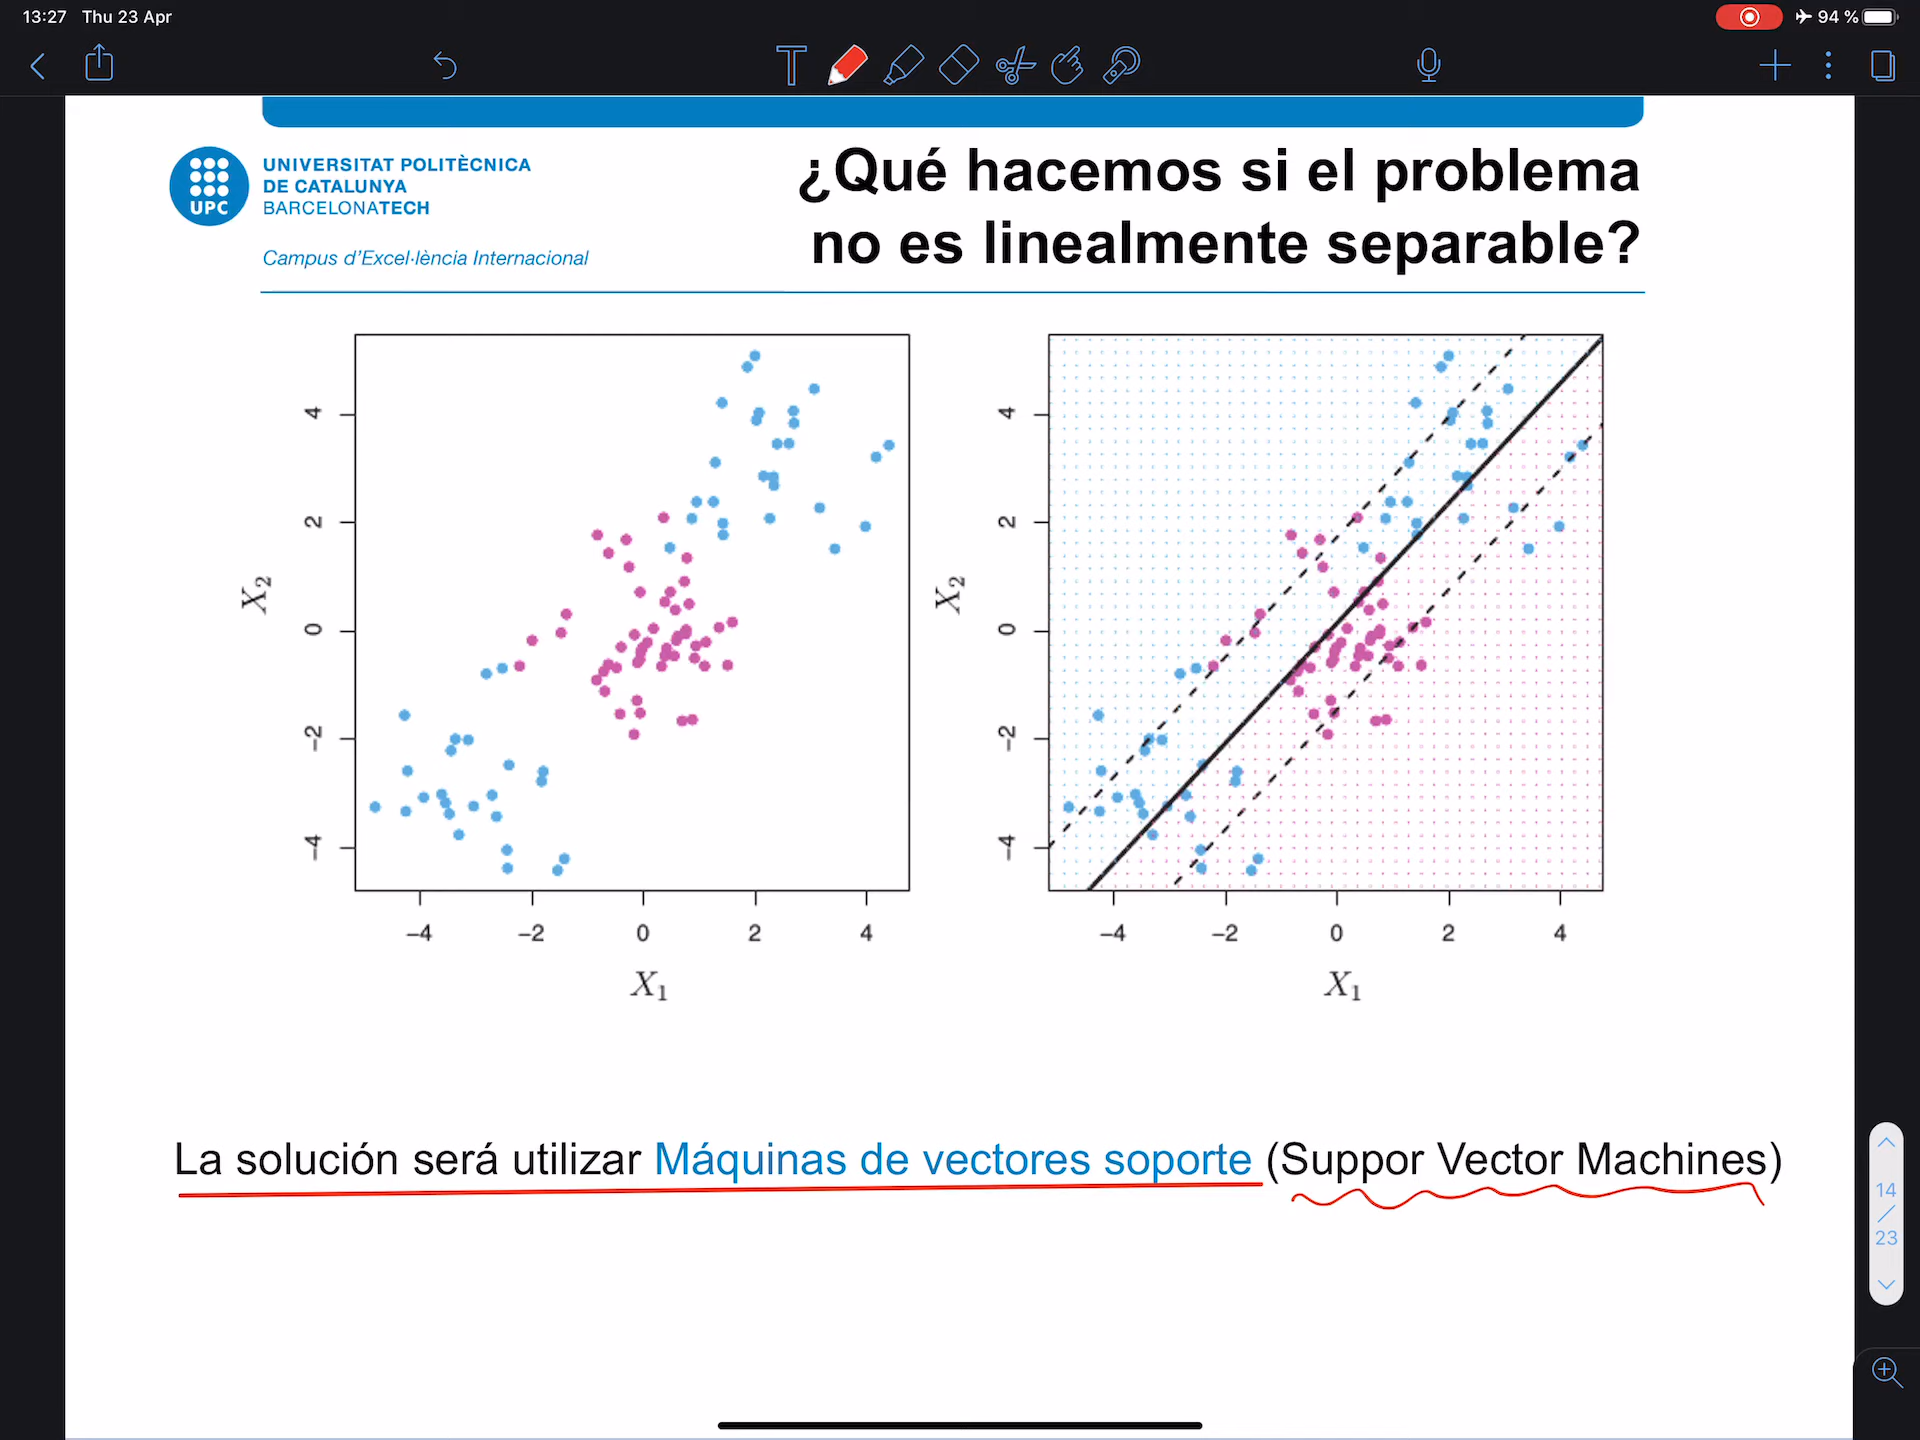 13:27 Thu 23 Apr
94 %
T
UNIVERSITAT POLITÈCNICA
DE CATALUNYA
BARCELONATECH
UPC
Campus d'Excel·lència Internacional
¿Qué hacemos si el problema
no es linealmente separable?
4
2
0
−2
−4
X2
−4 −2 0 2 4
X1
4
2
0
−2
−4
X2
−4 −2 0 2 4
X1
La solución será utilizar Máquinas de vectores soporte (Suppor Vector Machines)
14
/
23